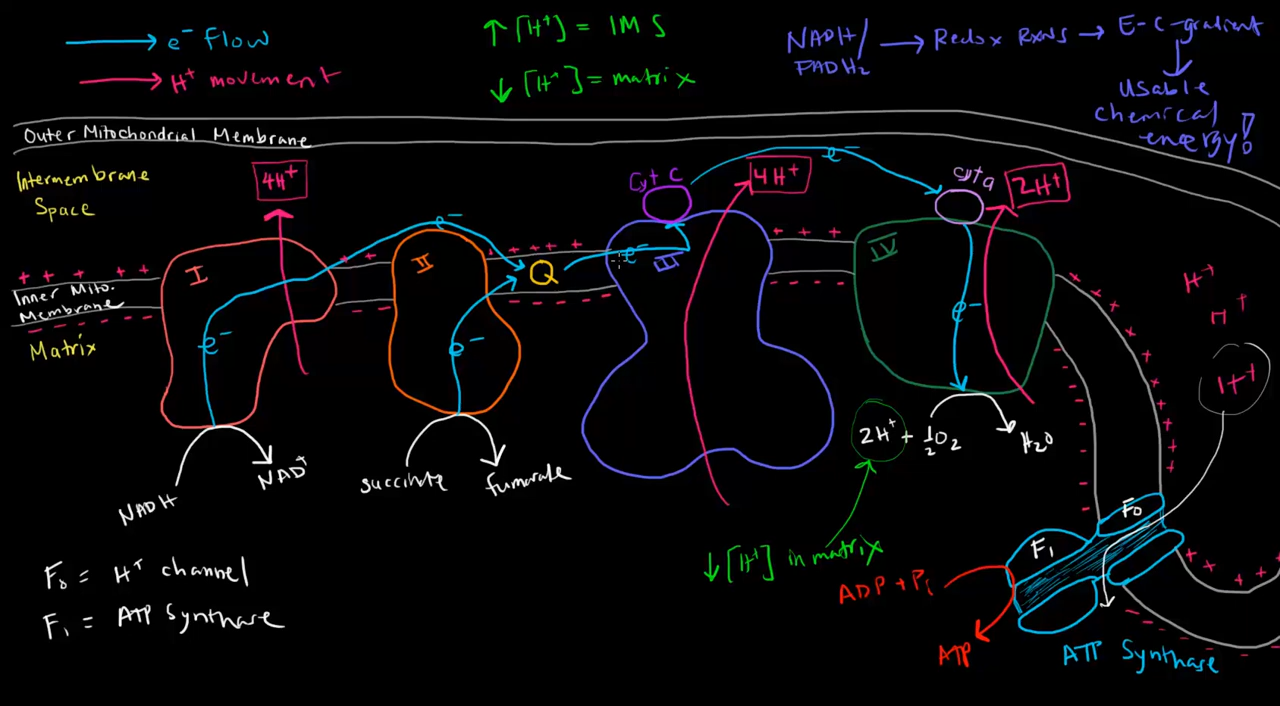 e⁻ flow
H⁺ movement
↑ [H⁺] = IMS
↓ [H⁺] = matrix
NADH/ FADH₂ → Redox RXNS → E-C-gradient
Usable
chemical
energy!
Outer Mitochondrial Membrane
Intermembrane
Space
4H⁺
Cyt C
4H⁺
e⁻
cyt a
2H⁺
+ + + + +
Inner Mito.
Membrane
Matrix
I
e⁻
e⁻
II
e⁻
Q
e⁻
III
IV
e⁻
H⁺
H⁺
H⁺
NADH
NAD⁺
succinate
fumarate
2H⁺ + ½O₂
H₂O
↓ [H⁺] in matrix
F₀ = H⁺ channel
F₁ = ATP Synthase
F₀
F₁
ADP + Pi
ATP
ATP Synthase